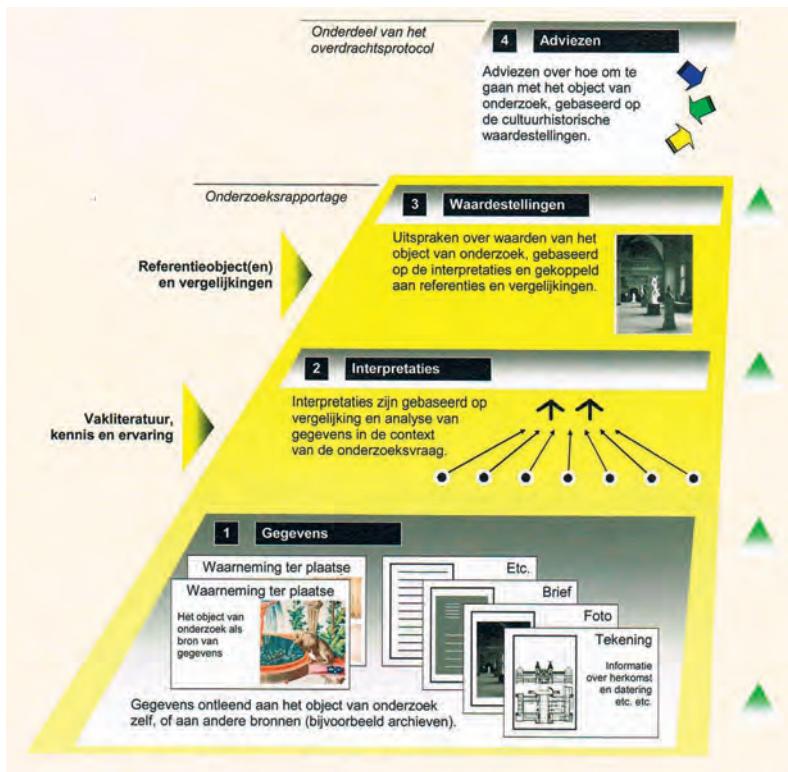 Onderdeel van het
overdrachtsprotocol
4 Adviezen
Adviezen over hoe om te
gaan met het object van
onderzoek, gebaseerd op
de cultuurhistorische
waardestellingen.
Onderzoeksrapportage
3 Waardestellingen
Uitspraken over waarden van het
object van onderzoek, gebaseerd
op de interpretaties en gekoppeld
aan referenties en vergelijkingen.
Referentieobject(en)
en vergelijkingen
2 Interpretaties
Interpretaties zijn gebaseerd op
vergelijking en analyse van
gegevens in de context
van de onderzoeksvraag.
Vakliteratuur,
kennis en ervaring
1 Gegevens
Waarneming ter plaatse
Waarneming ter plaatse
Het object van
onderzoek als
bron van
gegevens
Etc.
Brief
Foto
Tekening
Informatie
over herkomst
en datering
etc. etc.
Gegevens ontleend aan het object van onderzoek
zelf, of aan andere bronnen (bijvoorbeeld archieven).